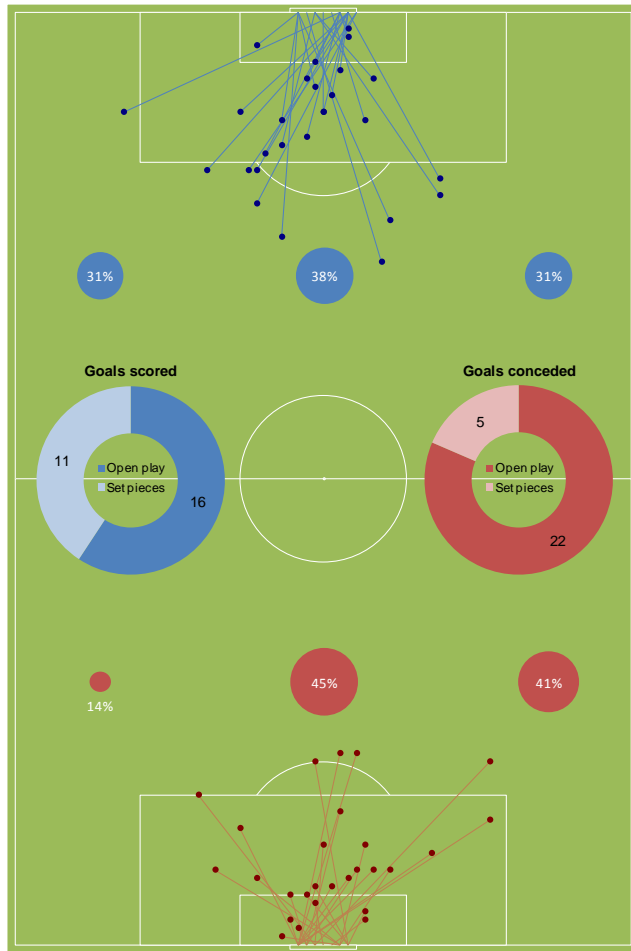 31%
38%
31%
Goals scored
Goals conceded
11
Open play
Set pieces
16
5
Open play
Set pieces
22
14%
45%
41%